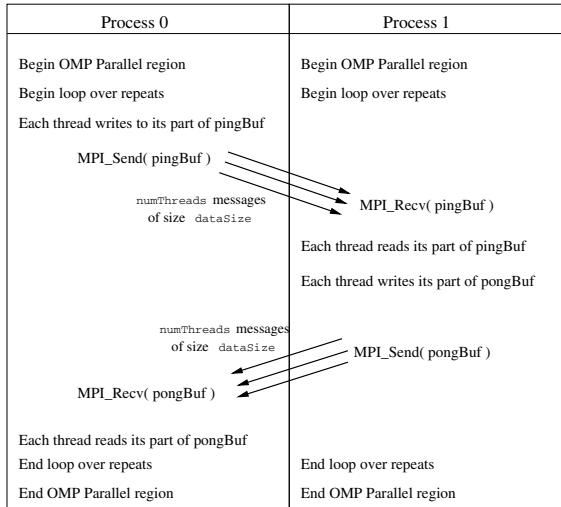 Process 0
Process 1
Begin OMP Parallel region
Begin OMP Parallel region
Begin loop over repeats
Begin loop over repeats
Each thread writes to its part of pingBuf
MPI_Send( pingBuf )
numThreads messages
of size dataSize
MPI_Recv( pingBuf )
Each thread reads its part of pingBuf
Each thread writes its part of pongBuf
numThreads messages
of size dataSize
MPI_Send( pongBuf )
MPI_Recv( pongBuf )
Each thread reads its part of pongBuf
End loop over repeats
End loop over repeats
End OMP Parallel region
End OMP Parallel region